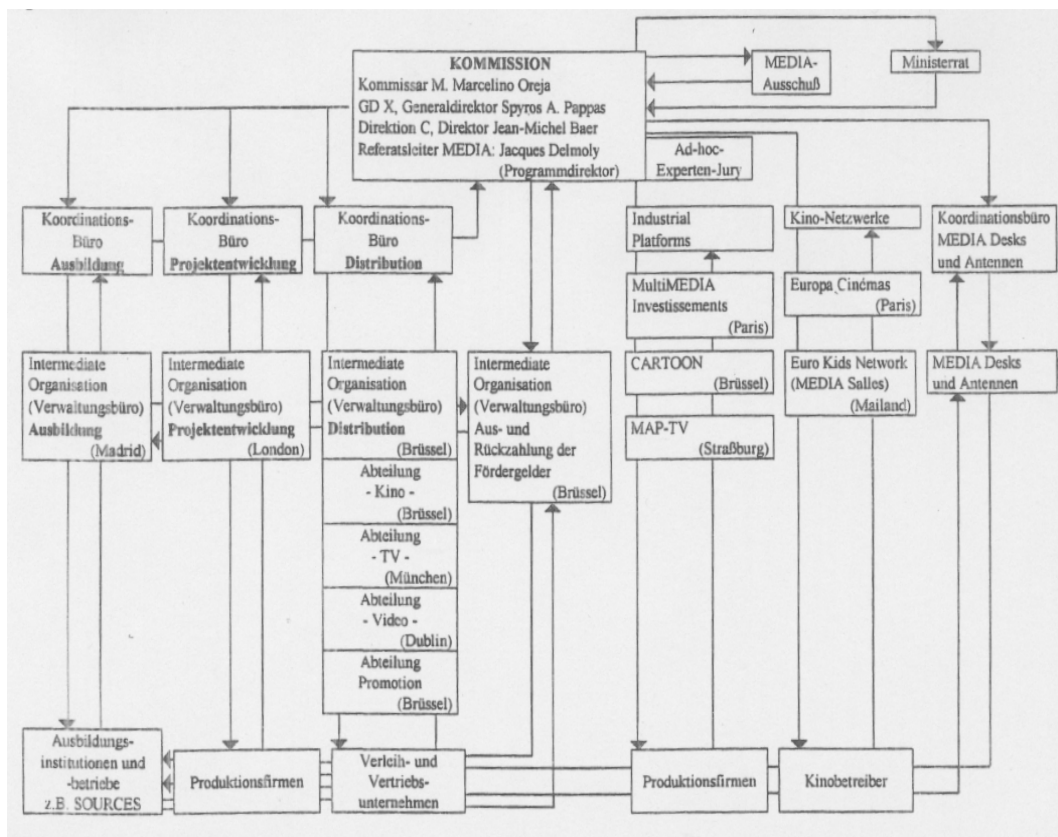 KOMMISSION
Kommissar M. Marcelino Oreja
GD X, Generaldirektor Spyros A. Pappas
Direktion C, Direktor Jean-Michel Baer
Referatsleiter MEDIA: Jacques Delmoly
(Programmdirektor)
MEDIA-
Ausschuß
Ministerrat
Ad-hoc-
Experten-Jury
Koordinations-
Büro
Ausbildung
Koordinations-
Büro
Projektentwicklung
Koordinations-
Büro
Distribution
Industrial
Platforms
Kino-Netzwerke
Koordinationsbüro
MEDIA Desks
und Antennen
MultiMEDIA
Investissements
(Paris)
Europa Cinémas
(Paris)
Intermediate
Organisation
(Verwaltungsbüro)
Ausbildung
(Madrid)
Intermediate
Organisation
(Verwaltungsbüro)
Projektentwicklung
(London)
Intermediate
Organisation
(Verwaltungsbüro)
Distribution
(Brüssel)
Intermediate
Organisation
(Verwaltungsbüro)
Aus- und
Rückzahlung der
Fördergelder
(Brüssel)
CARTOON
(Brüssel)
Euro Kids Network
(MEDIA Salles)
(Mailand)
MEDIA Desks
und Antennen
MAP-TV
(Straßburg)
Abteilung
- Kino -
(Brüssel)
Abteilung
- TV -
(München)
Abteilung
- Video -
(Dublin)
Abteilung
Promotion
(Brüssel)
Ausbildungs-
institutionen und
-betriebe
z.B. SOURCES
Produktionsfirmen
Verleih- und
Vertriebs-
unternehmen
Produktionsfirmen
Kinobetreiber